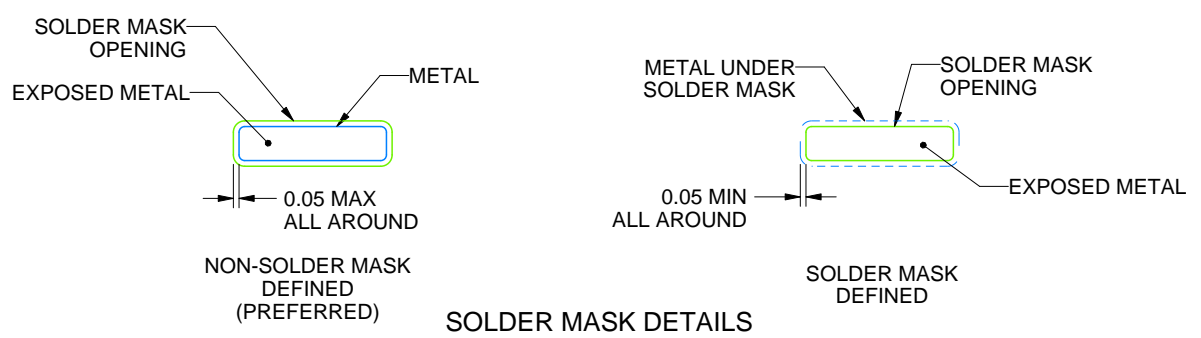 SOLDER MASK
OPENING
EXPOSED METAL
METAL
0.05 MAX
ALL AROUND
NON-SOLDER MASK
DEFINED
(PREFERRED)
METAL UNDER
SOLDER MASK
SOLDER MASK
OPENING
EXPOSED METAL
0.05 MIN
ALL AROUND
SOLDER MASK
DEFINED
SOLDER MASK DETAILS